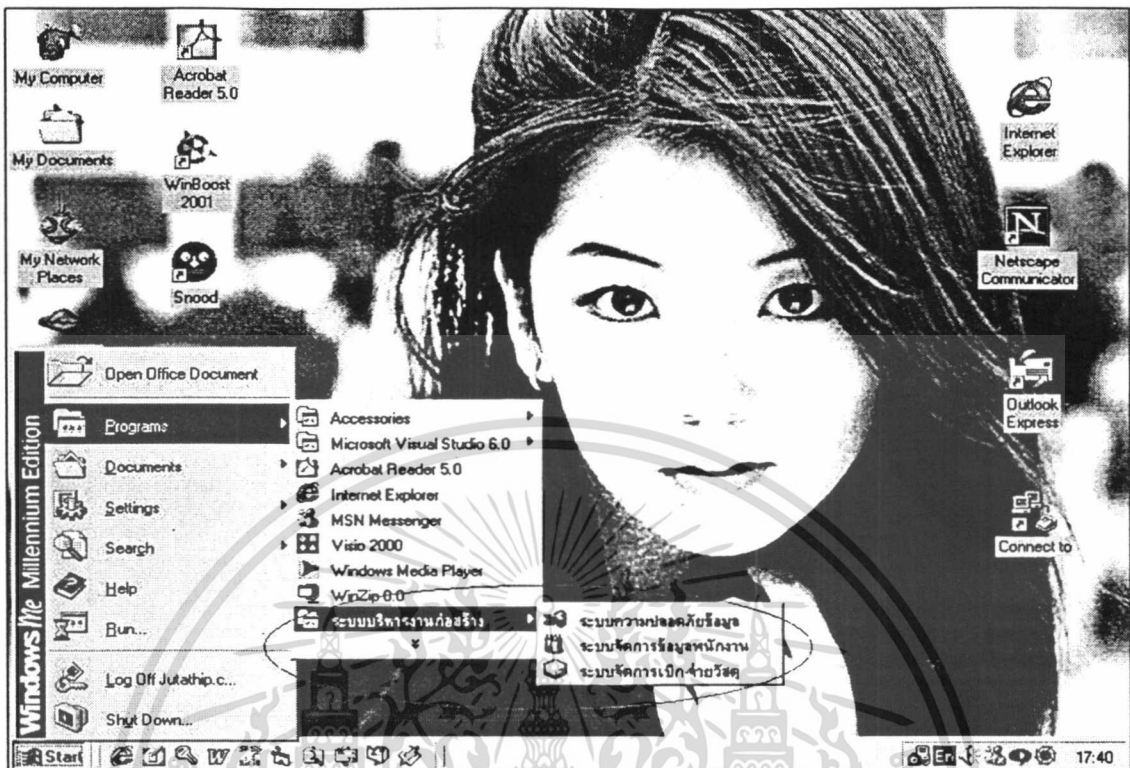 My Computer
Acrobat
Reader 5.0
My Documents
WinBoost
2001
My Network
Places
Snood
Internet
Explorer
N
Netscape
Communicator
Outlook
Express
Connect to
Windows Me Millennium Edition
Open Office Document
Programs
Documents
Settings
Search
Help
Run...
Log Off Jutathip.c...
Shut Down...
Accessories
Microsoft Visual Studio 6.0
Acrobat Reader 5.0
Internet Explorer
MSN Messenger
Visio 2000
Windows Media Player
WinZip 8.0
ระบบบริหารงานก่อสร้าง
ระบบความปลอดภัยข้อมูล
ระบบจัดการข้อมูลพนักงาน
ระบบจัดการเบิก-จ่ายวัสดุ
Start
W
En
17:40